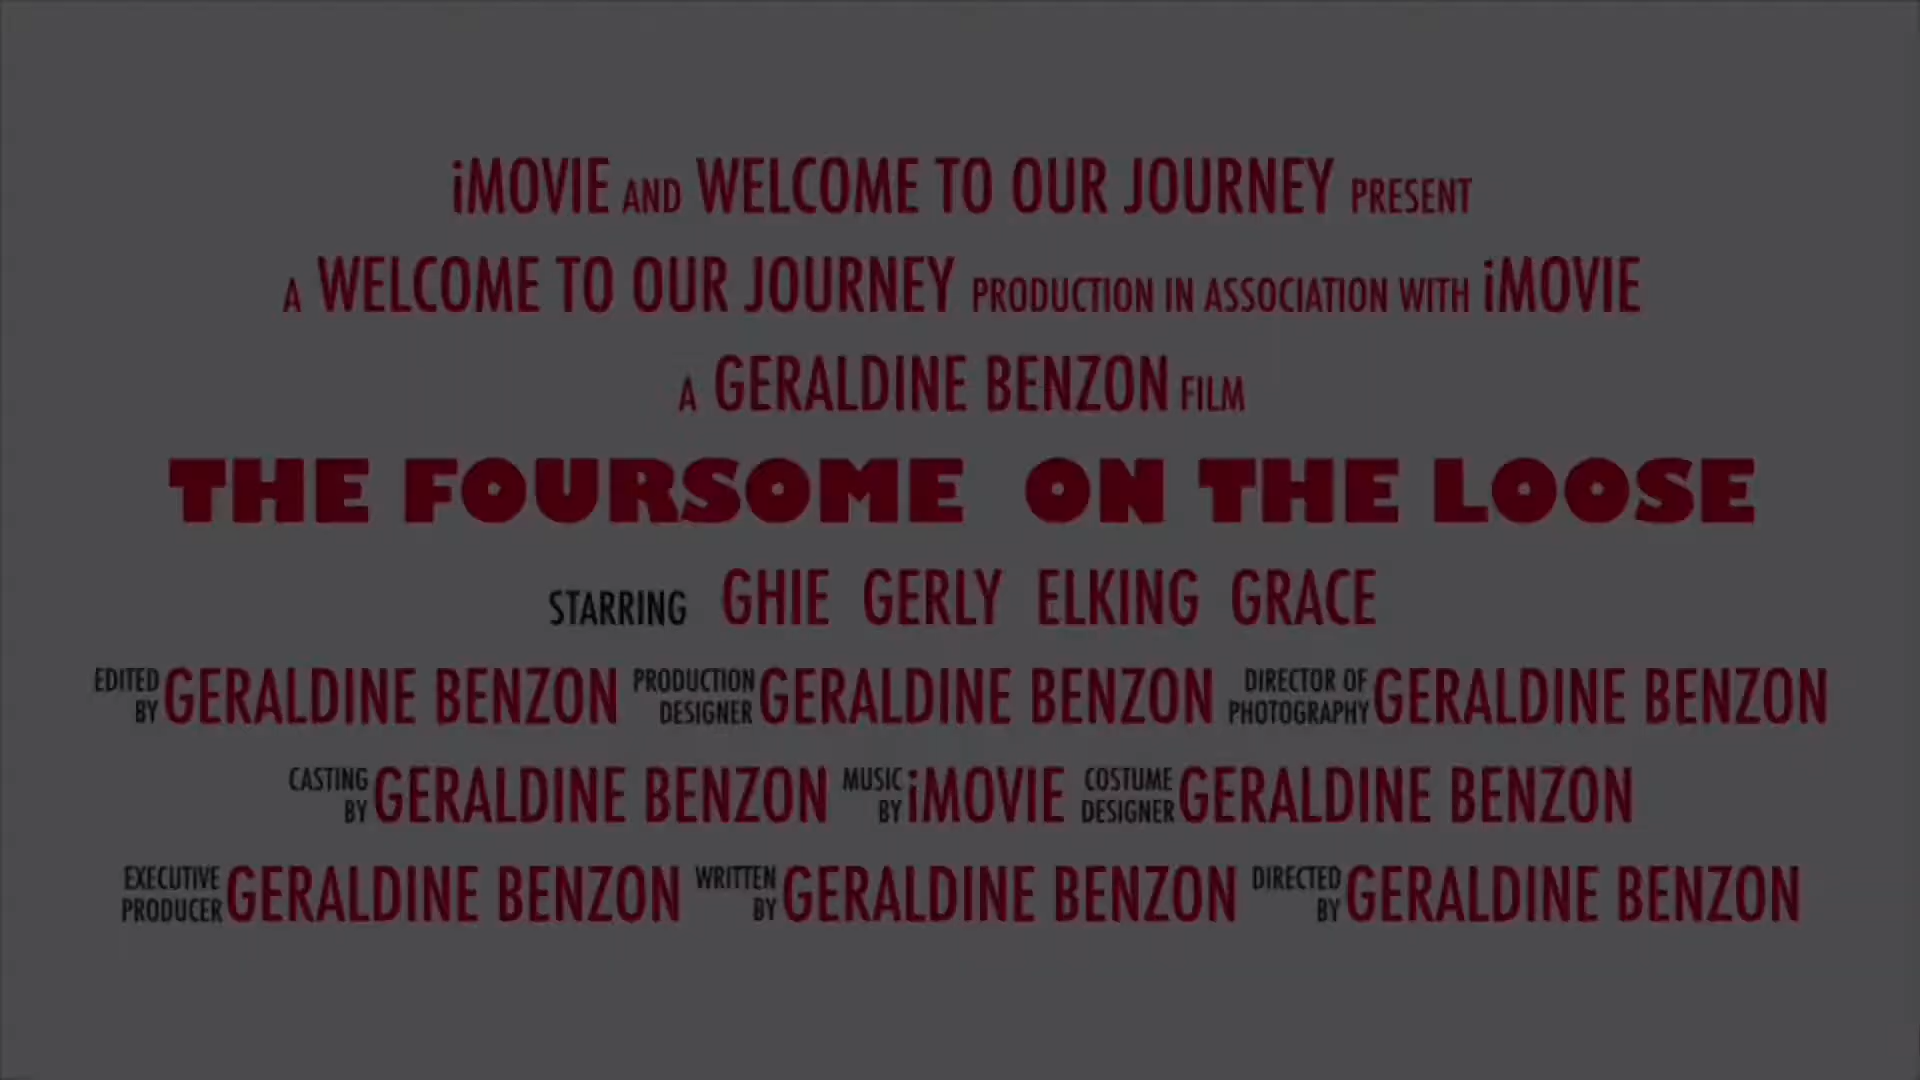 iMOVIE AND WELCOME TO OUR JOURNEY PRESENT
A WELCOME TO OUR JOURNEY PRODUCTION IN ASSOCIATION WITH iMOVIE
A GERALDINE BENZON FILM
THE FOURSOME ON THE LOOSE
STARRING GHIE GERLY ELKING GRACE
EDITED BY GERALDINE BENZON PRODUCTION DESIGNER GERALDINE BENZON DIRECTOR OF PHOTOGRAPHY GERALDINE BENZON
CASTING BY GERALDINE BENZON MUSIC BY iMOVIE COSTUME DESIGNER GERALDINE BENZON
EXECUTIVE PRODUCER GERALDINE BENZON WRITTEN BY GERALDINE BENZON DIRECTED BY GERALDINE BENZON